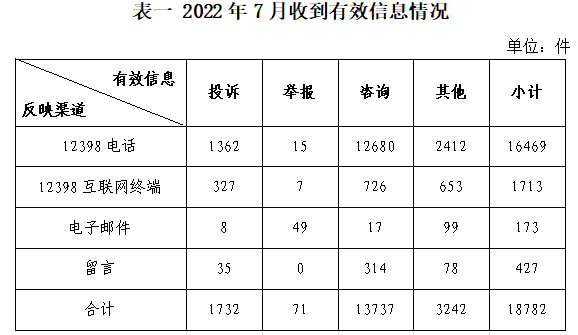 表一 2022 年 7 月收到有效信息情况
单位：件
有效信息 反映渠道 投诉 举报 咨询 其他 小计
12398 电话 1362 15 12680 2412 16469
12398 互联网终端 327 7 726 653 1713
电子邮件 8 49 17 99 173
留言 35 0 314 78 427
合计 1732 71 13737 3242 18782